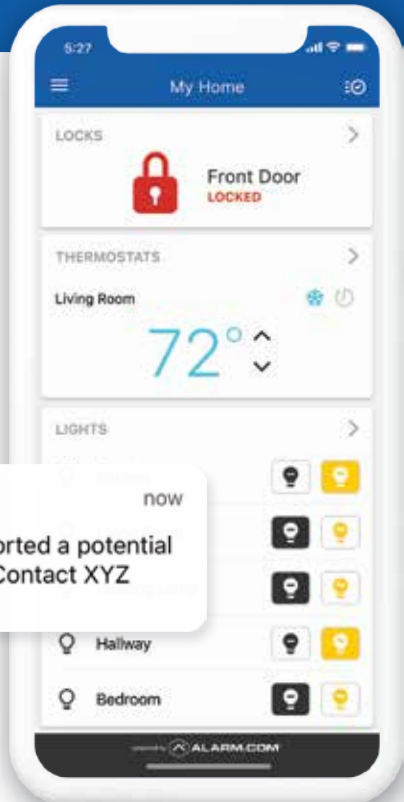 5:27
My Home
LOCKS
Front Door
LOCKED
THERMOSTATS
Living Room
72°
LIGHTS
now
orted a potential
Contact XYZ
Hallway
Bedroom
ALARM.COM